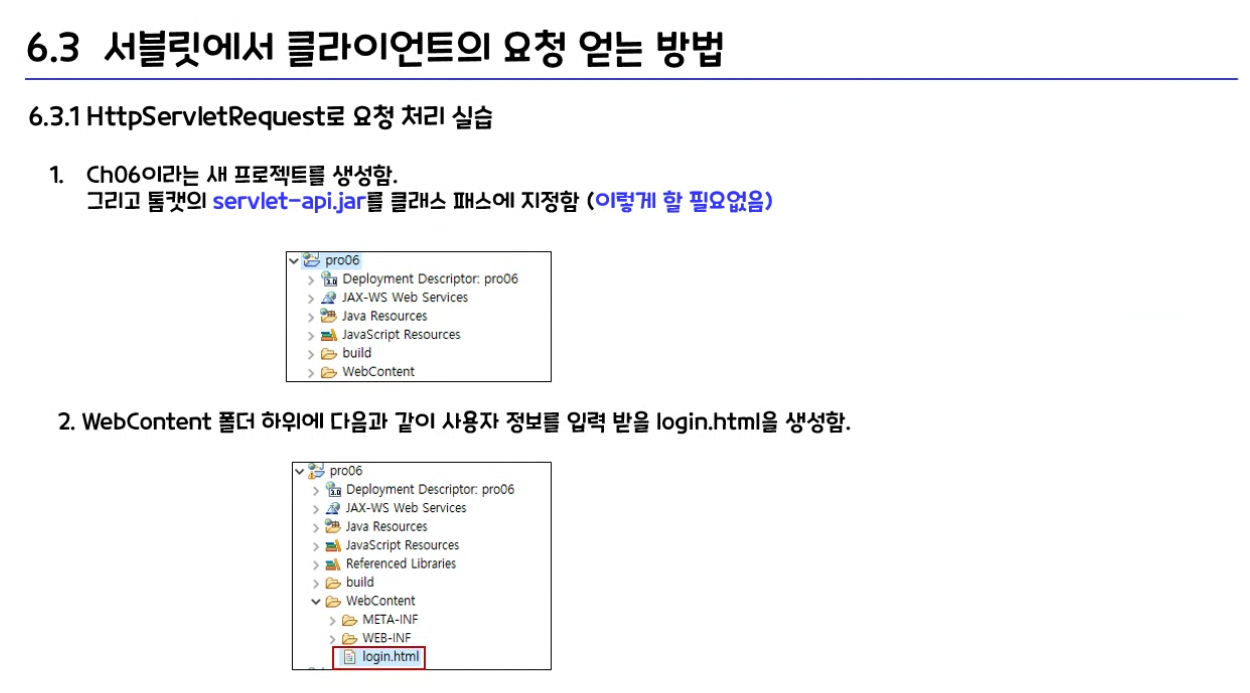 6.3 서블릿에서 클라이언트의 요청 얻는 방법
6.3.1 HttpServletRequest로 요청 처리 실습
1. Ch06이라는 새 프로젝트를 생성함.
그리고 톰캣의 servlet-api.jar를 클래스 패스에 지정함 (이렇게 할 필요없음)
pro06
Deployment Descriptor: pro06
JAX-WS Web Services
Java Resources
JavaScript Resources
build
WebContent
2. WebContent 폴더 하위에 다음과 같이 사용자 정보를 입력 받을 login.html을 생성함.
pro06
Deployment Descriptor: pro06
JAX-WS Web Services
Java Resources
JavaScript Resources
Referenced Libraries
build
WebContent
META-INF
WEB-INF
login.html